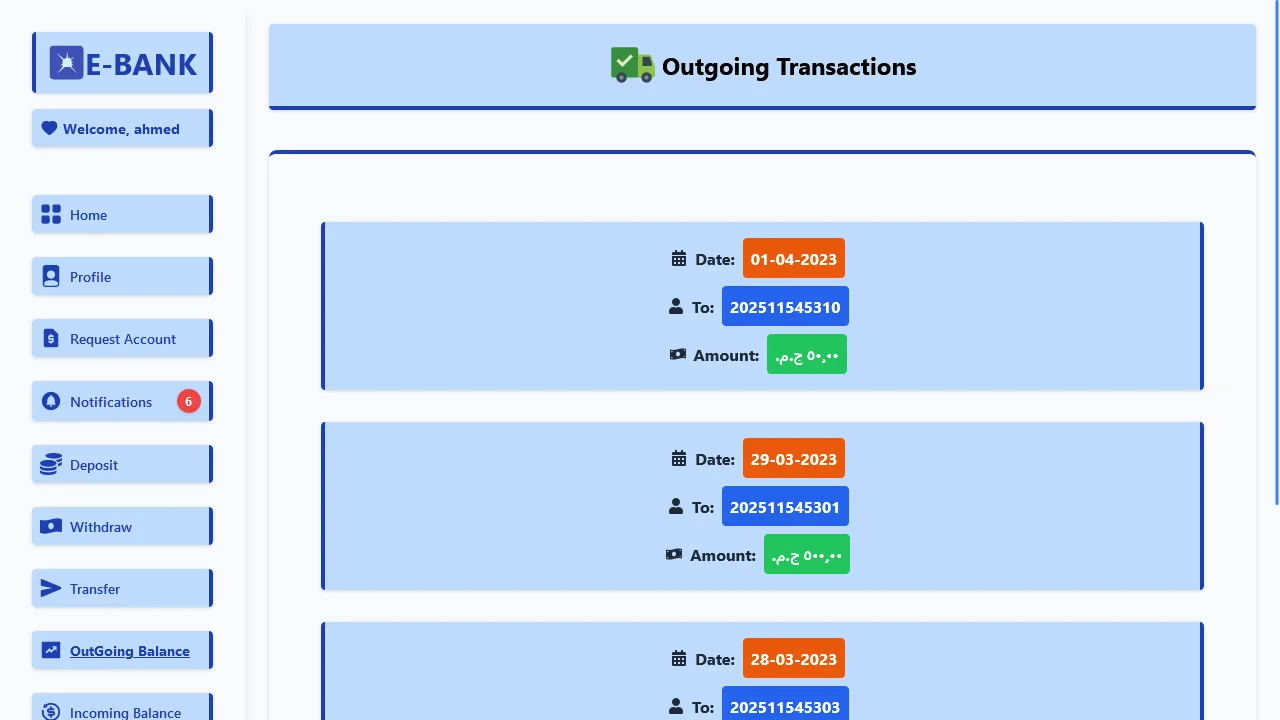 E-BANK
Welcome, ahmed
Home
Profile
Request Account
Notifications 6
Deposit
Withdraw
Transfer
OutGoing Balance
Incoming Balance
Outgoing Transactions
Date: 01-04-2023
To: 202511545310
Amount: ٥٠٫٠٠ ج.م.
Date: 29-03-2023
To: 202511545301
Amount: ٥٠٠٫٠٠ ج.م.
Date: 28-03-2023
To: 202511545303